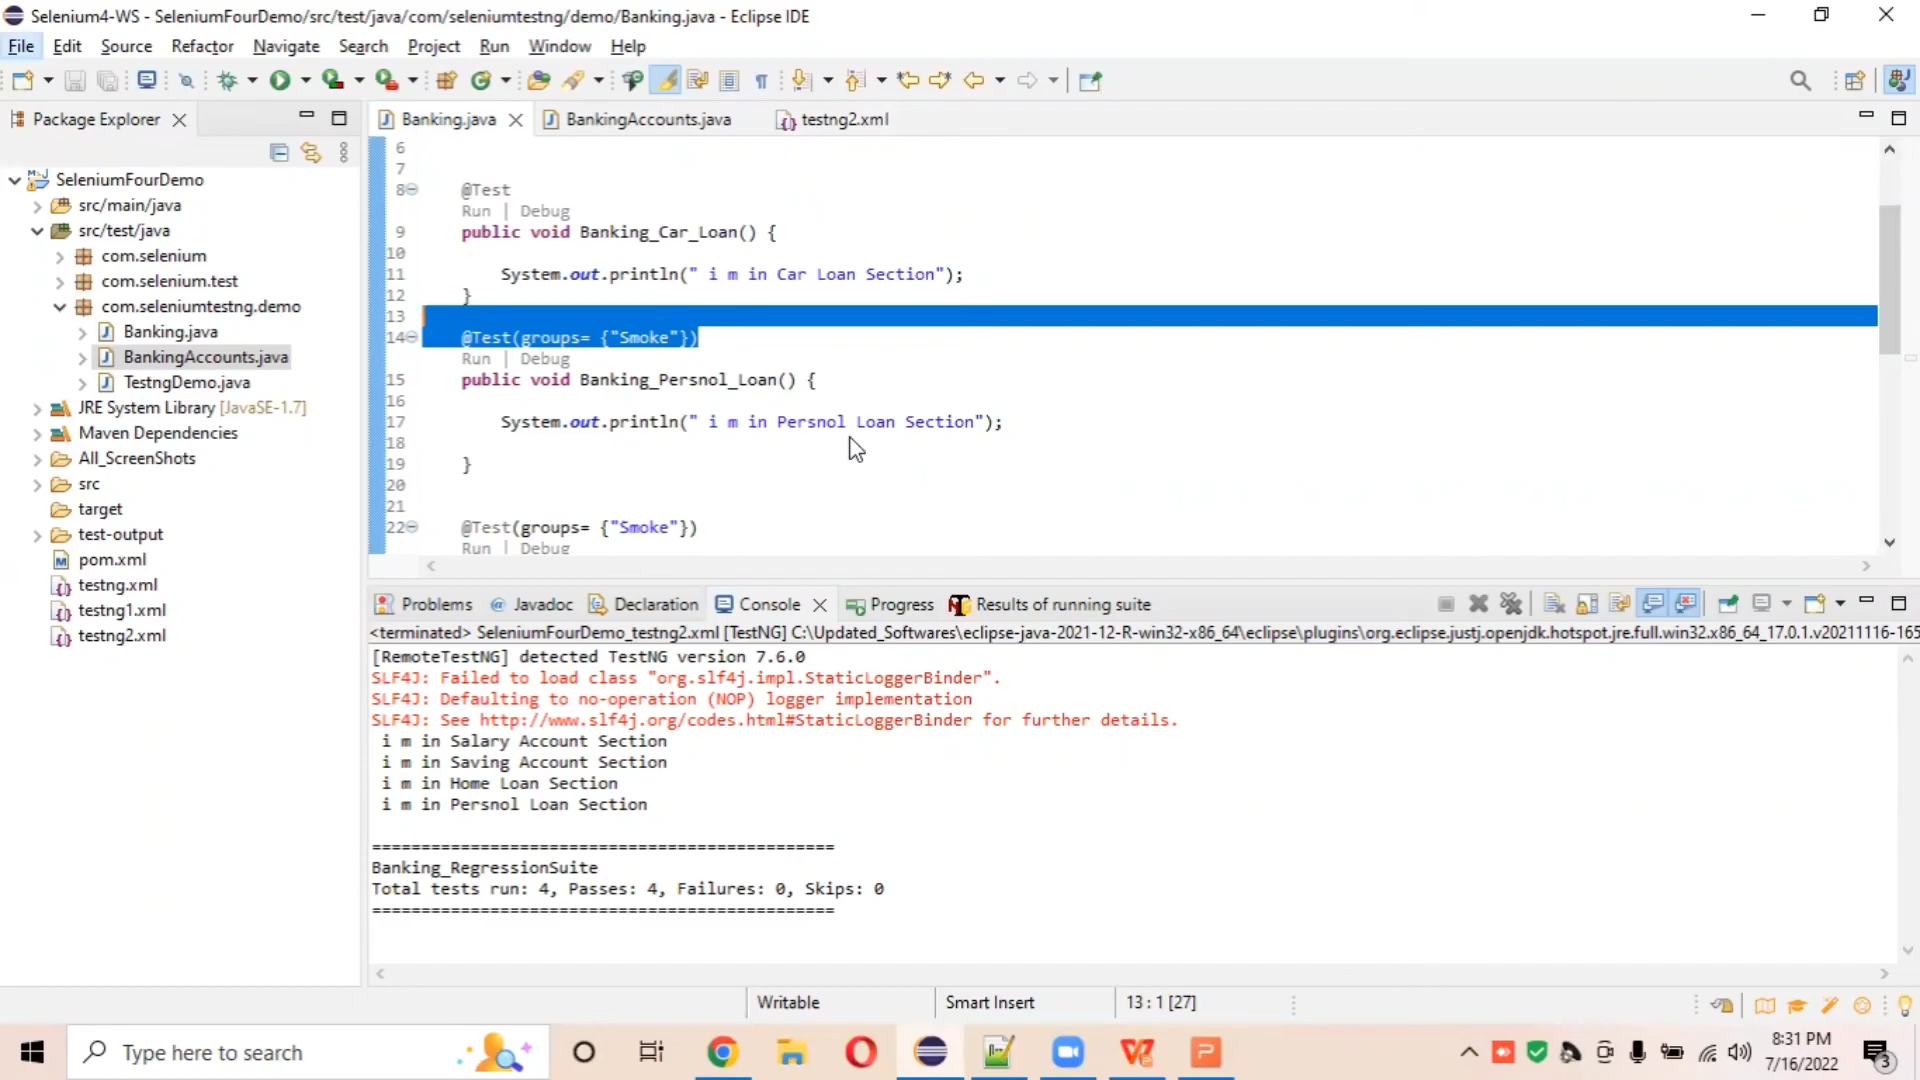 Selenium4-WS - SeleniumFourDemo/src/test/java/com/seleniumtestng/demo/Banking.java - Eclipse IDE
File Edit Source Refactor Navigate Search Project Run Window Help
Package Explorer
Banking.java BankingAccounts.java testng2.xml
SeleniumFourDemo
src/main/java
src/test/java
com.selenium
com.selenium.test
com.seleniumtestng.demo
Banking.java
BankingAccounts.java
TestngDemo.java
JRE System Library [JavaSE-1.7]
Maven Dependencies
All_ScreenShots
src
target
test-output
pom.xml
testng.xml
testng1.xml
testng2.xml
6
7
8 @Test
Run | Debug
9 public void Banking_Car_Loan() {
10
11 System.out.println(" i m in Car Loan Section");
12 }
13
14 @Test(groups= {"Smoke"})
Run | Debug
15 public void Banking_Persnol_Loan() {
16
17 System.out.println(" i m in Persnol Loan Section");
18
19 }
20
21
22 @Test(groups= {"Smoke"})
Run | Debug
Problems Javadoc Declaration Console Progress Results of running suite
<terminated> SeleniumFourDemo_testng2.xml [TestNG] C:\Updated_Softwares\eclipse-java-2021-12-R-win32-x86_64\eclipse\plugins\org.eclipse.justj.openjdk.hotspot.jre.full.win32.x86_64_17.0.1.v20211116-165
[RemoteTestNG] detected TestNG version 7.6.0
SLF4J: Failed to load class "org.slf4j.impl.StaticLoggerBinder".
SLF4J: Defaulting to no-operation (NOP) logger implementation
SLF4J: See http://www.slf4j.org/codes.html#StaticLoggerBinder for further details.
i m in Salary Account Section
i m in Saving Account Section
i m in Home Loan Section
i m in Persnol Loan Section
===============================================
Banking_RegressionSuite
Total tests run: 4, Passes: 4, Failures: 0, Skips: 0
===============================================
Writable Smart Insert 13 : 1 [27]
Type here to search
8:31 PM
7/16/2022
3